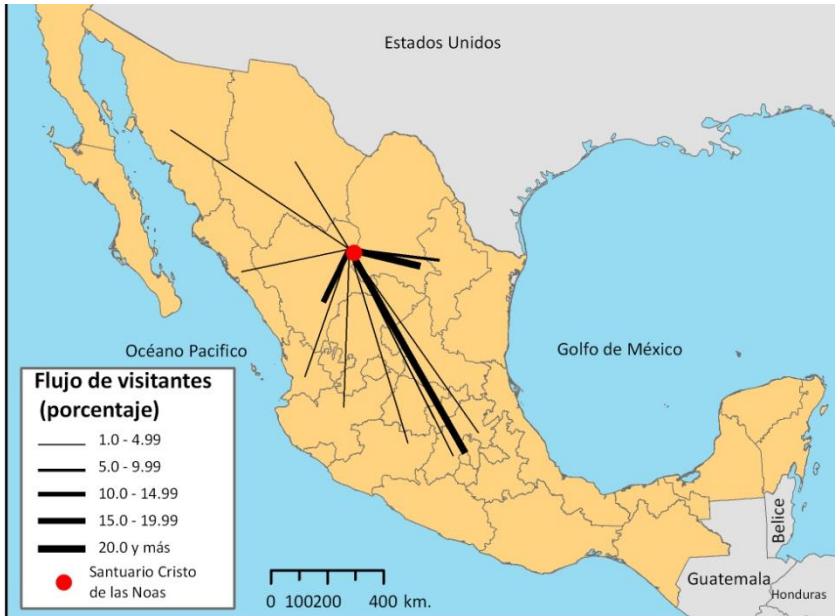 Estados Unidos
Océano Pacifico
Golfo de México
Flujo de visitantes
(porcentaje)
1.0 - 4.99
5.0 - 9.99
10.0 - 14.99
15.0 - 19.99
20.0 y más
Santuario Cristo
de las Noas
0 100200 400 km.
Belice
Guatemala
Honduras